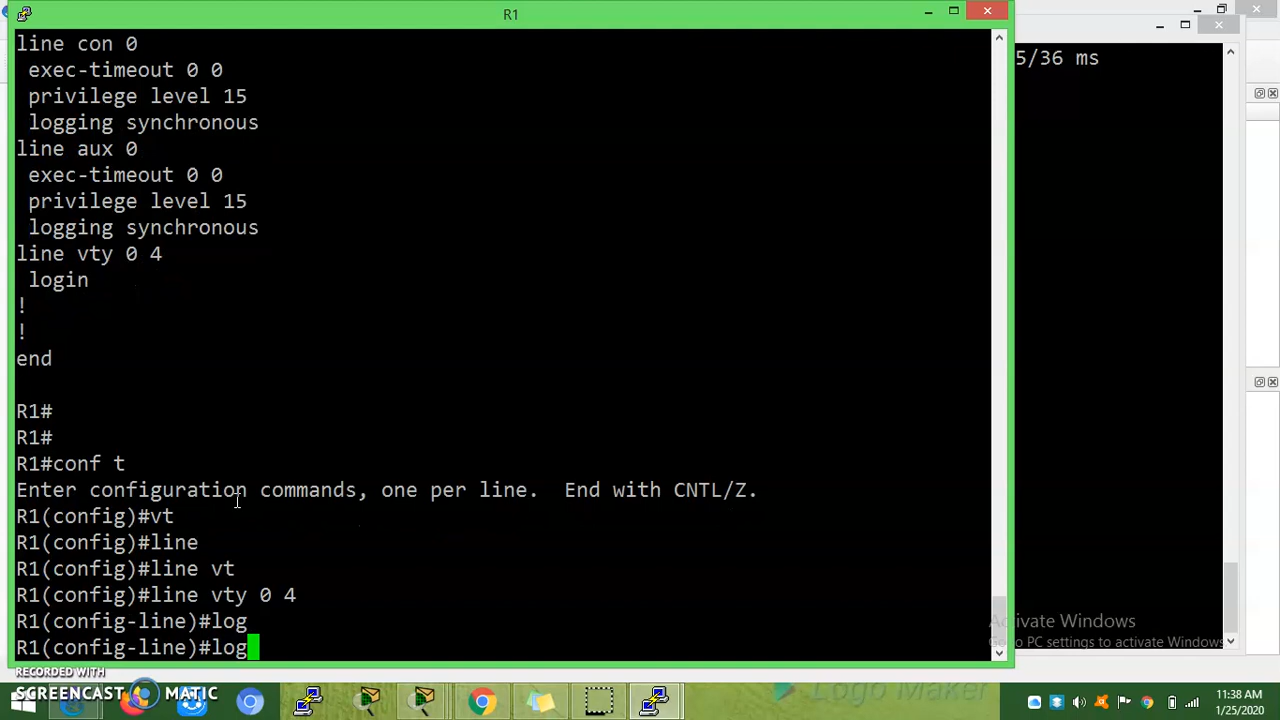 R1
line con 0
exec-timeout 0 0
privilege level 15
logging synchronous
line aux 0
exec-timeout 0 0
privilege level 15
logging synchronous
line vty 0 4
login
!
!
end
R1#
R1#
R1#conf t
Enter configuration commands, one per line.  End with CNTL/Z.
R1(config)#vt
R1(config)#line
R1(config)#line vt
R1(config)#line vty 0 4
R1(config-line)#log
R1(config-line)#log
5/36 ms
Activate Windows
Go to PC settings to activate Windows
RECORDED WITH
SCREENCAST MATIC
Logo Maker
11:38 AM
1/25/2020